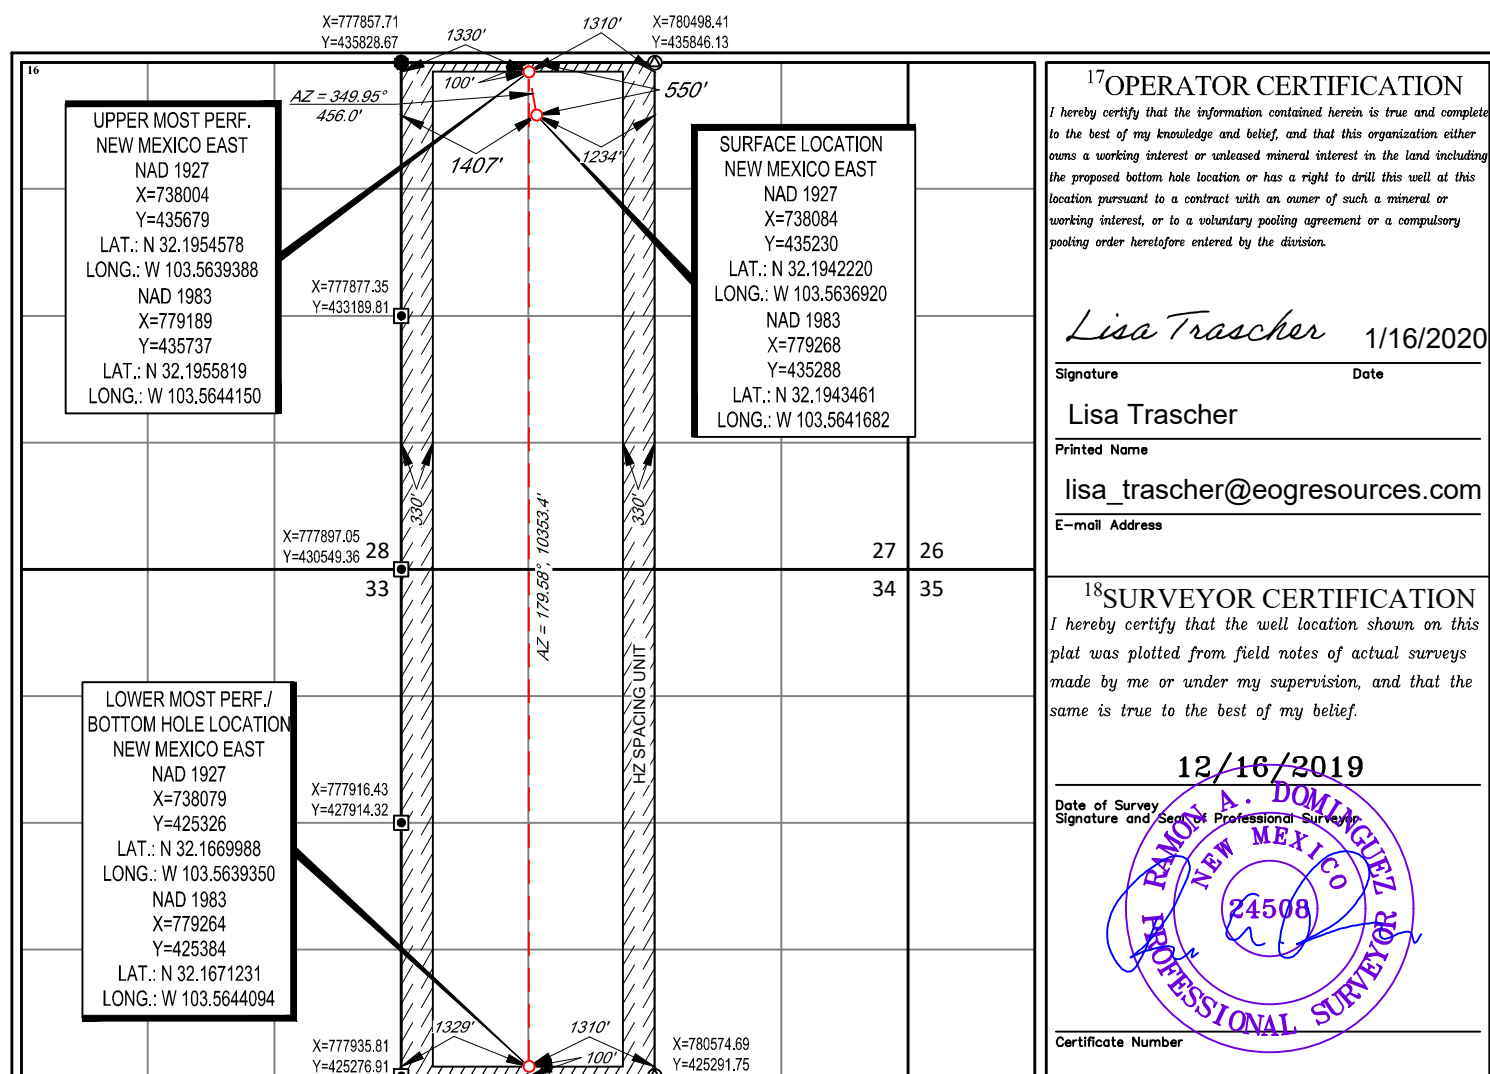 X=777857.71
Y=435828.67
1330'
1310'
X=780498.41
Y=435846.13
16
100'
550'
AZ = 349.95°
456.0'
1407'
1234'
UPPER MOST PERF.
NEW MEXICO EAST
NAD 1927
X=738004
Y=435679
LAT.: N 32.1954578
LONG.: W 103.5639388
NAD 1983
X=779189
Y=435737
LAT.: N 32.1955819
LONG.: W 103.5644150
SURFACE LOCATION
NEW MEXICO EAST
NAD 1927
X=738084
Y=435230
LAT.: N 32.1942220
LONG.: W 103.5636920
NAD 1983
X=779268
Y=435288
LAT.: N 32.1943461
LONG.: W 103.5641682
X=777877.35
Y=433189.81
330'
330'
AZ = 179.58°, 10353.4'
X=777897.05
Y=430549.36
28
27
26
33
34
35
HZ SPACING UNIT
LOWER MOST PERF./
BOTTOM HOLE LOCATION
NEW MEXICO EAST
NAD 1927
X=738079
Y=425326
LAT.: N 32.1669988
LONG.: W 103.5639350
NAD 1983
X=779264
Y=425384
LAT.: N 32.1671231
LONG.: W 103.5644094
X=777916.43
Y=427914.32
1329'
1310'
100'
X=777935.81
Y=425276.91
X=780574.69
Y=425291.75
17 OPERATOR CERTIFICATION
I hereby certify that the information contained herein is true and complete
to the best of my knowledge and belief, and that this organization either
owns a working interest or unleased mineral interest in the land including
the proposed bottom hole location or has a right to drill this well at this
location pursuant to a contract with an owner of such a mineral or
working interest, or to a voluntary pooling agreement or a compulsory
pooling order heretofore entered by the division.
Lisa Trascher 1/16/2020
Signature Date
Lisa Trascher
Printed Name
lisa_trascher@eogresources.com
E-mail Address
18 SURVEYOR CERTIFICATION
I hereby certify that the well location shown on this
plat was plotted from field notes of actual surveys
made by me or under my supervision, and that the
same is true to the best of my belief.
12/16/2019
Date of Survey
Signature and Seal of Professional Surveyor
RAMON A. DOMINGUEZ
NEW MEXICO
24508
PROFESSIONAL SURVEYOR
Certificate Number